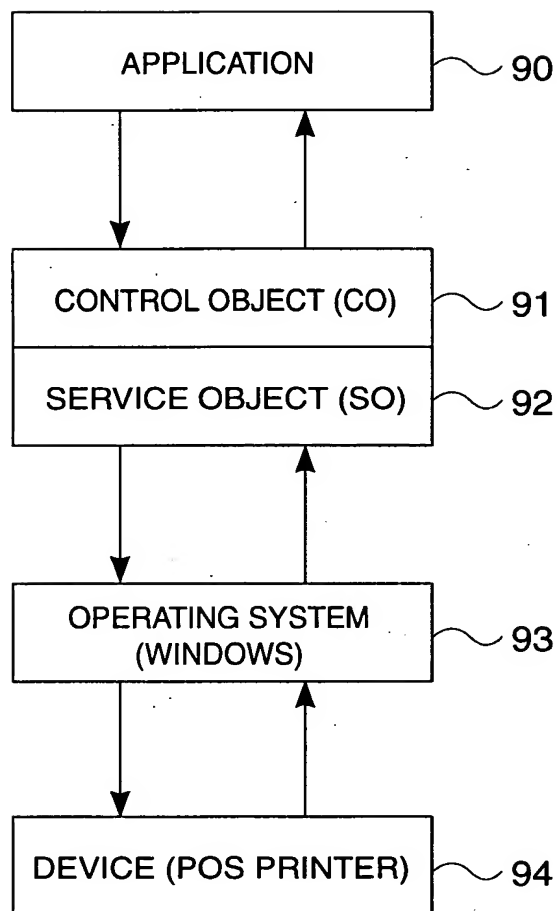 APPLICATION
90
CONTROL OBJECT (CO)
91
SERVICE OBJECT (SO)
92
OPERATING SYSTEM
(WINDOWS)
93
DEVICE (POS PRINTER)
94